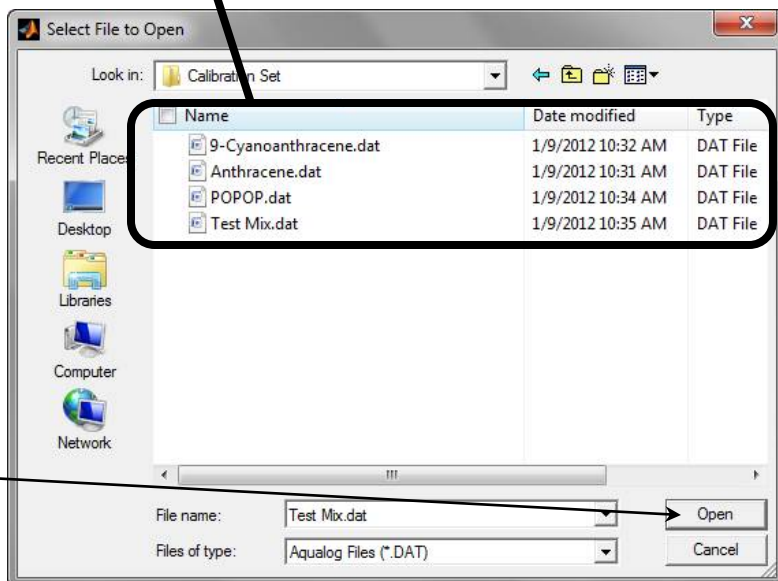 Select File to Open
Look in: Calibration Set
Name Date modified Type
9-Cyanoanthracene.dat 1/9/2012 10:32 AM DAT File
Anthracene.dat 1/9/2012 10:31 AM DAT File
POPOP.dat 1/9/2012 10:34 AM DAT File
Test Mix.dat 1/9/2012 10:35 AM DAT File
Recent Places
Desktop
Libraries
Computer
Network
File name: Test Mix.dat Open
Files of type: Aqualog Files (*.DAT) Cancel